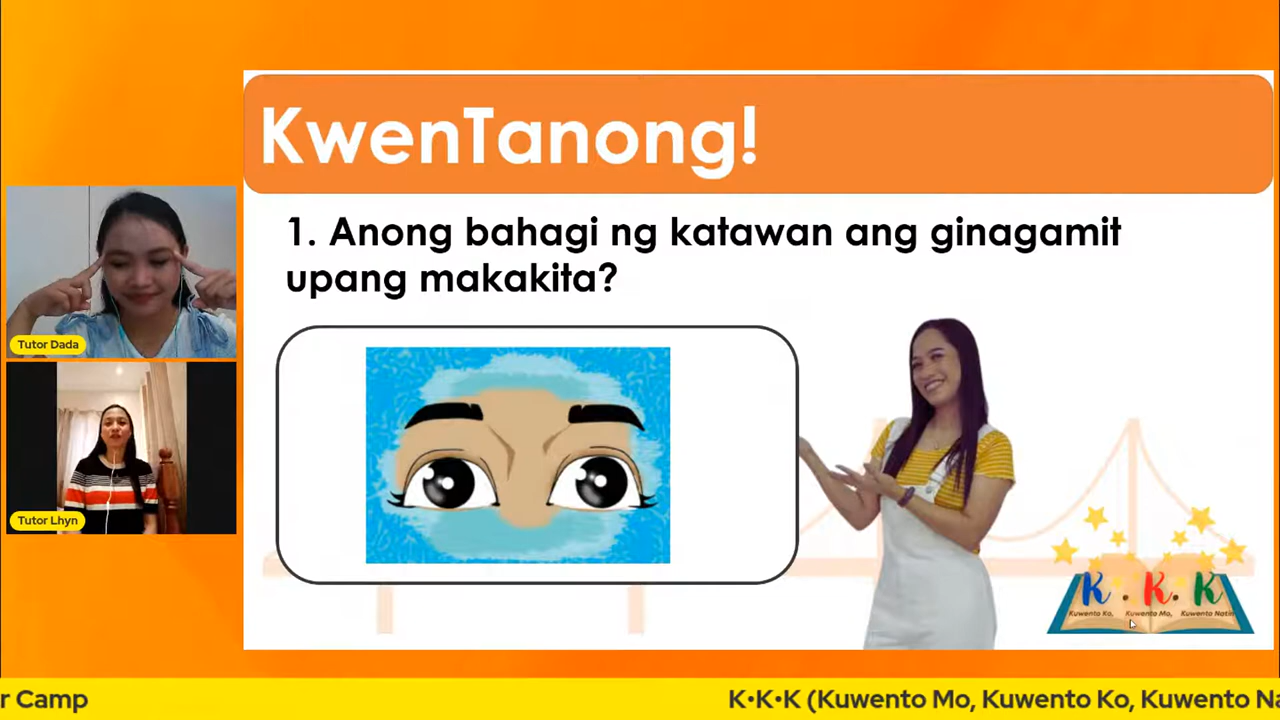 KwenTanong!
1. Anong bahagi ng katawan ang ginagamit
upang makakita?
Tutor Dada
Tutor Lhyn
K.K.K
Kuwento Ko, Kuwento Mo, Kuwento Natin
r Camp
K•K•K (Kuwento Mo, Kuwento Ko, Kuwento Na